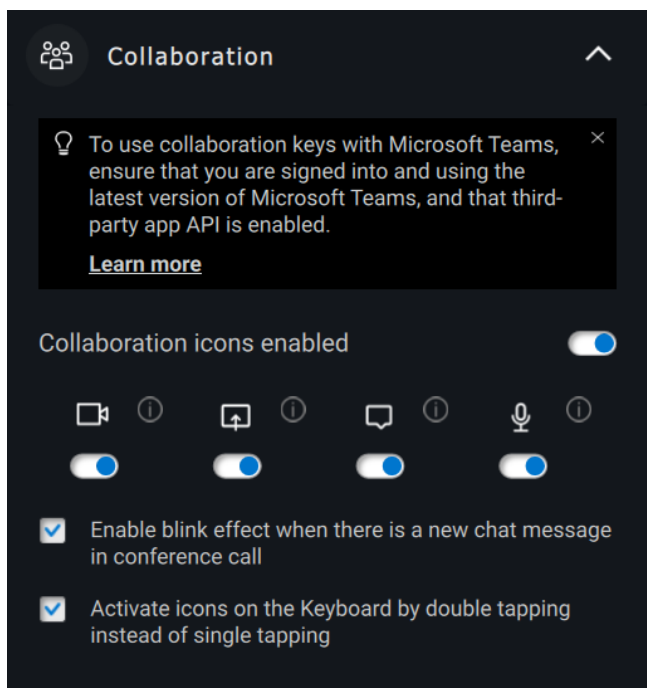 Collaboration
To use collaboration keys with Microsoft Teams,
ensure that you are signed into and using the
latest version of Microsoft Teams, and that third-
party app API is enabled.
Learn more
Collaboration icons enabled
Enable blink effect when there is a new chat message
in conference call
Activate icons on the Keyboard by double tapping
instead of single tapping